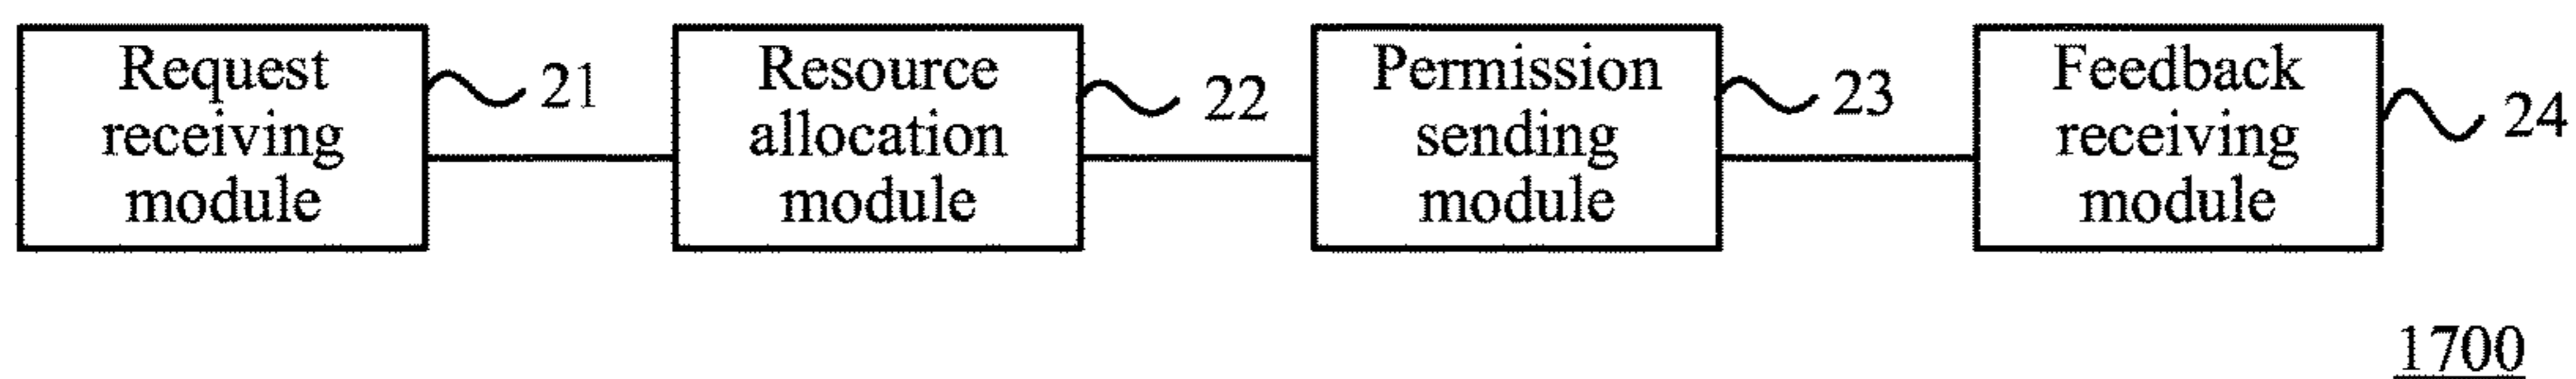 Request
receiving
module
21
Resource
allocation
module
22
Permission
sending
module
23
Feedback
receiving
module
24
1700